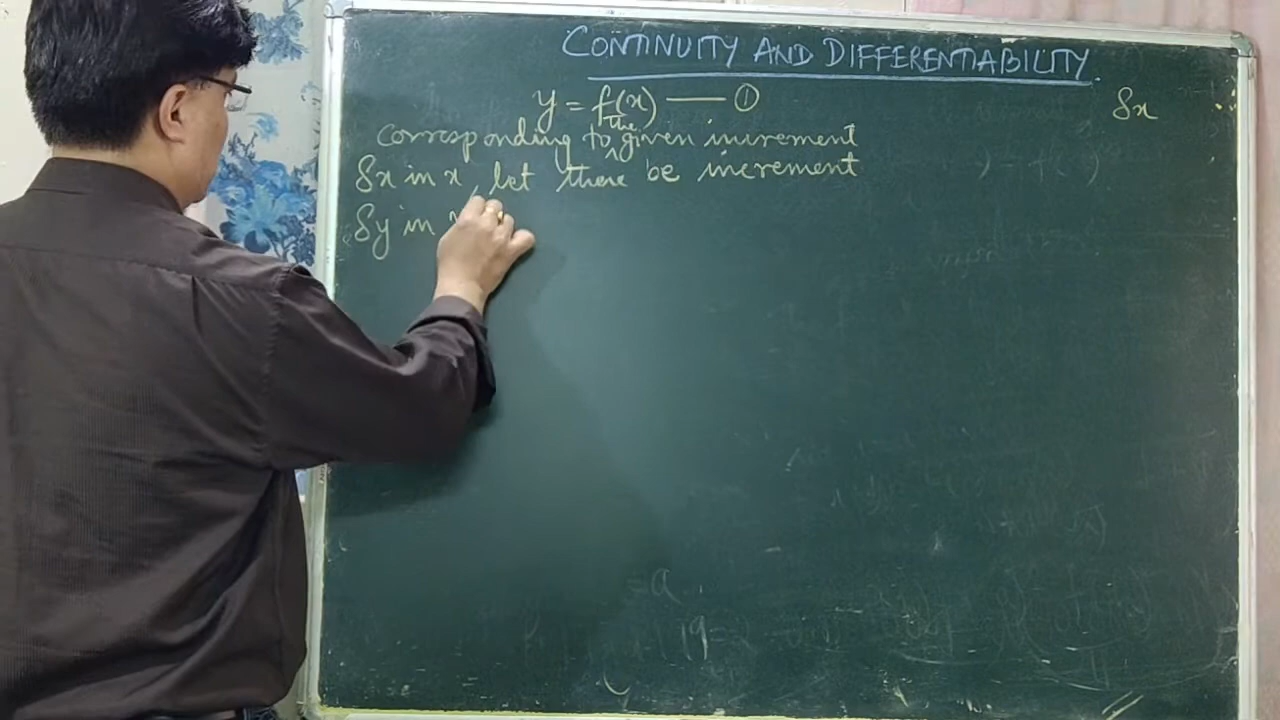 CONTINUITY AND DIFFERENTIABILITY
y = f(x) —— ①
δx
corresponding to the given increment
δx in x, let there be increment
δy in